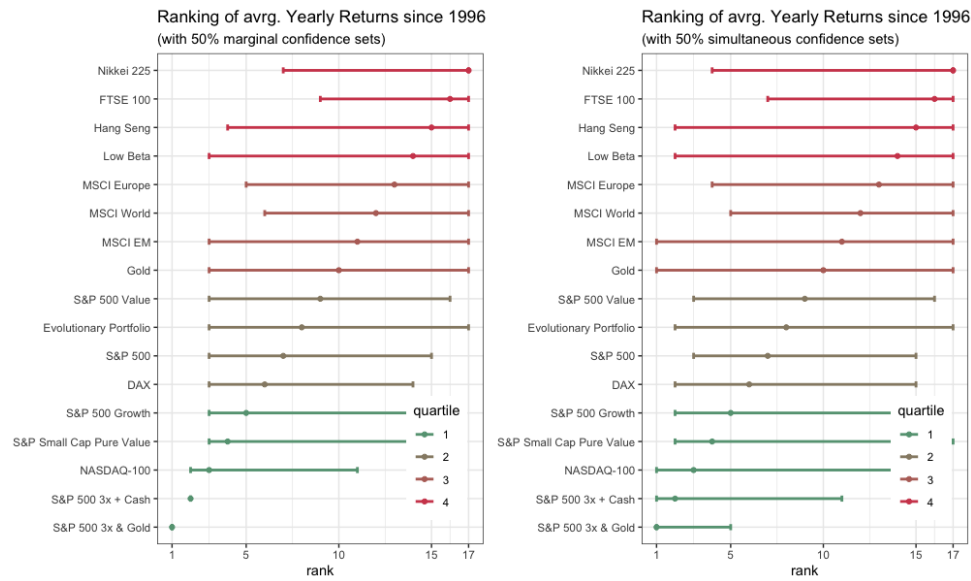 Ranking of avrg. Yearly Returns since 1996
(with 50% marginal confidence sets)
Nikkei 225
FTSE 100
Hang Seng
Low Beta
MSCI Europe
MSCI World
MSCI EM
Gold
S&P 500 Value
Evolutionary Portfolio
S&P 500
DAX
S&P 500 Growth
S&P Small Cap Pure Value
NASDAQ-100
S&P 500 3x + Cash
S&P 500 3x & Gold
quartile
1
2
3
4
1 5 10 15 17
rank
Ranking of avrg. Yearly Returns since 1996
(with 50% simultaneous confidence sets)
Nikkei 225
FTSE 100
Hang Seng
Low Beta
MSCI Europe
MSCI World
MSCI EM
Gold
S&P 500 Value
Evolutionary Portfolio
S&P 500
DAX
S&P 500 Growth
S&P Small Cap Pure Value
NASDAQ-100
S&P 500 3x + Cash
S&P 500 3x & Gold
quartile
1
2
3
4
1 5 10 15 17
rank